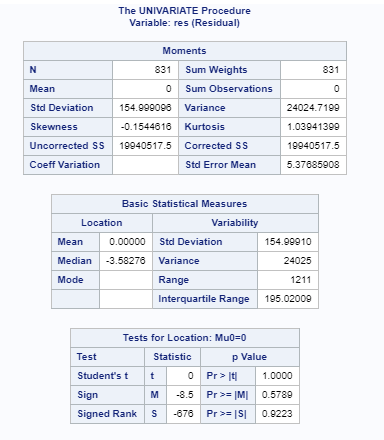 The UNIVARIATE Procedure
Variable: res (Residual)
Moments
N 831 Sum Weights 831
Mean 0 Sum Observations 0
Std Deviation 154.999096 Variance 24024.7199
Skewness -0.1544616 Kurtosis 1.03941399
Uncorrected SS 19940517.5 Corrected SS 19940517.5
Coeff Variation Std Error Mean 5.37685908
Basic Statistical Measures
Location Variability
Mean 0.00000 Std Deviation 154.99910
Median -3.58276 Variance 24025
Mode Range 1211
Interquartile Range 195.02009
Tests for Location: Mu0=0
Test Statistic p Value
Student's t t 0 Pr > |t| 1.0000
Sign M -8.5 Pr >= |M| 0.5789
Signed Rank S -676 Pr >= |S| 0.9223